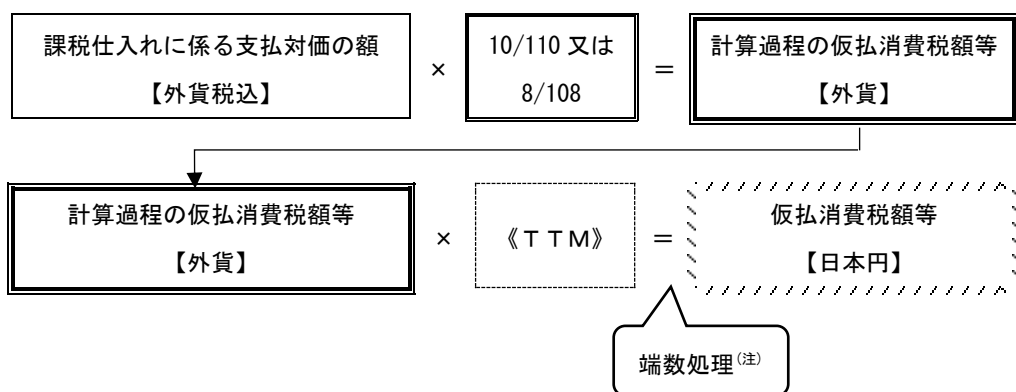 課税仕入れに係る支払対価の額
【外貨税込】
×
10/110 又は
8/108
＝
計算過程の仮払消費税額等
【外貨】
計算過程の仮払消費税額等
【外貨】
×
《ＴＴＭ》
＝
仮払消費税額等
【日本円】
端数処理(注)